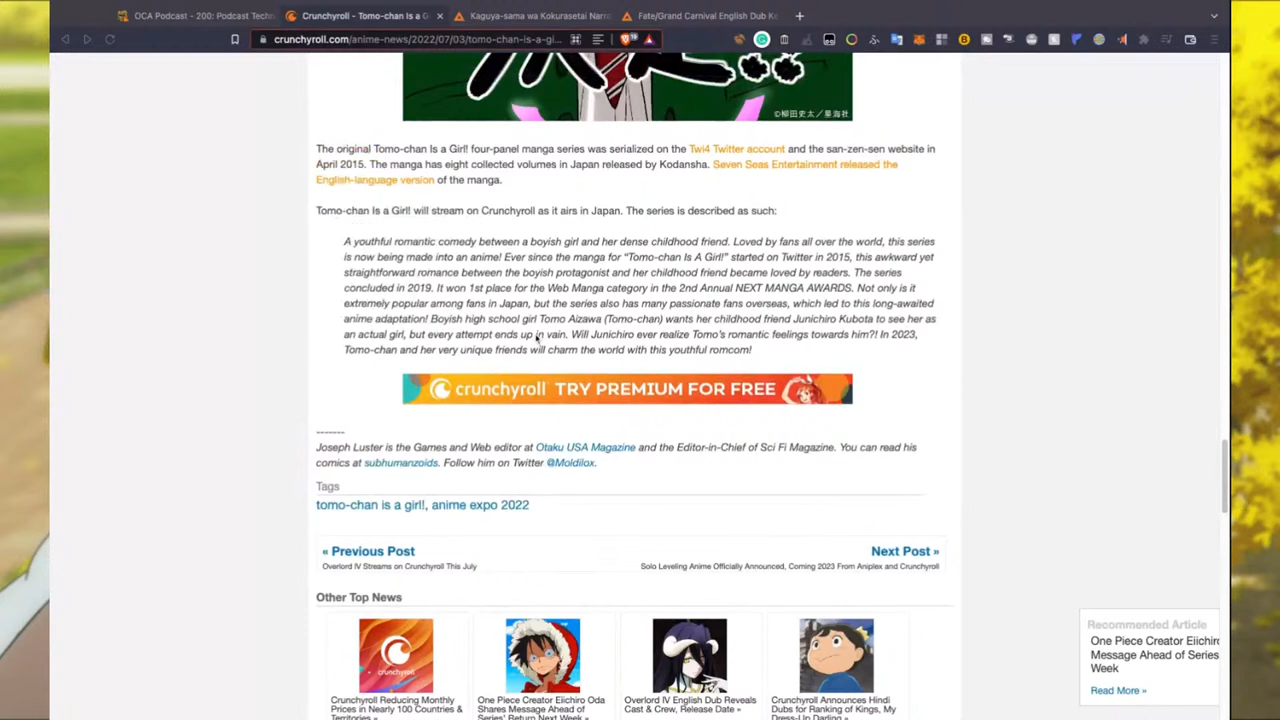 OCA Podcast - 200: Podcast Techn
Crunchyroll - Tomo-chan Is a G
Kaguya-sama wa Kokurasetai Narro
Fate/Grand Carnival English Dub Ke
crunchyroll.com/anime-news/2022/07/03/tomo-chan-is-a-gi...
©柳田史太／星海社
The original Tomo-chan Is a Girl! four-panel manga series was serialized on the Twi4 Twitter account and the san-zen-sen website in
April 2015. The manga has eight collected volumes in Japan released by Kodansha. Seven Seas Entertainment released the
English-language version of the manga.
Tomo-chan Is a Girl! will stream on Crunchyroll as it airs in Japan. The series is described as such:
A youthful romantic comedy between a boyish girl and her dense childhood friend. Loved by fans all over the world, this series
is now being made into an anime! Ever since the manga for “Tomo-chan Is A Girl!” started on Twitter in 2015, this awkward yet
straightforward romance between the boyish protagonist and her childhood friend became loved by readers. The series
concluded in 2019. It won 1st place for the Web Manga category in the 2nd Annual NEXT MANGA AWARDS. Not only is it
extremely popular among fans in Japan, but the series also has many passionate fans overseas, which led to this long-awaited
anime adaptation! Boyish high school girl Tomo Aizawa (Tomo-chan) wants her childhood friend Junichiro Kubota to see her as
an actual girl, but every attempt ends up in vain. Will Junichiro ever realize Tomo’s romantic feelings towards him?! In 2023,
Tomo-chan and her very unique friends will charm the world with this youthful romcom!
crunchyroll TRY PREMIUM FOR FREE
-------
Joseph Luster is the Games and Web editor at Otaku USA Magazine and the Editor-in-Chief of Sci Fi Magazine. You can read his
comics at subhumanzoids. Follow him on Twitter @Moldilox.
Tags
tomo-chan is a girl!, anime expo 2022
« Previous Post
Next Post »
Overlord IV Streams on Crunchyroll This July
Solo Leveling Anime Officially Announced, Coming 2023 From Aniplex and Crunchyroll
Other Top News
Recommended Article
One Piece Creator Eiichiro
Message Ahead of Series
Week
Read More »
crunchyroll
Crunchyroll Reducing Monthly
Prices in Nearly 100 Countries &
Territories »
One Piece Creator Eiichiro Oda
Shares Message Ahead of
Series' Return Next Week »
Overlord IV English Dub Reveals
Cast & Crew, Release Date »
Crunchyroll Announces Hindi
Dubs for Ranking of Kings, My
Dress-Up Darling »